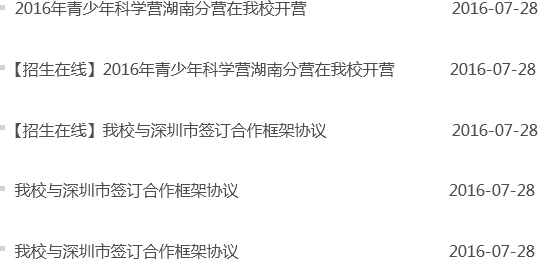 2016年青少年科学营湖南分营在我校开营 2016-07-28
【招生在线】2016年青少年科学营湖南分营在我校开营 2016-07-28
【招生在线】我校与深圳市签订合作框架协议 2016-07-28
我校与深圳市签订合作框架协议 2016-07-28
我校与深圳市签订合作框架协议 2016-07-28